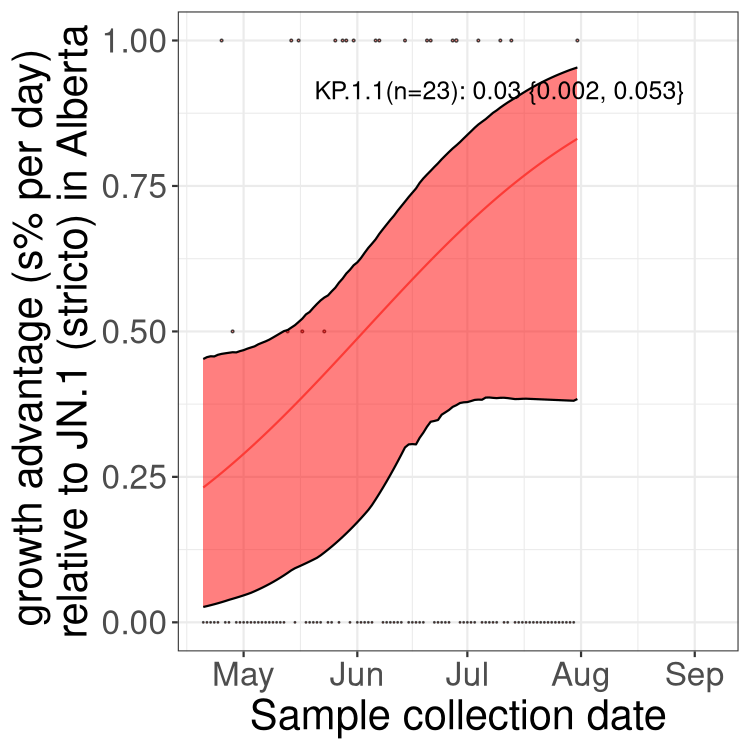 growth advantage (s% per day)
relative to JN.1 (stricto) in Alberta
1.00
0.75
0.50
0.25
0.00
KP.1.1(n=23): 0.03 {0.002, 0.053}
May Jun Jul Aug Sep
Sample collection date